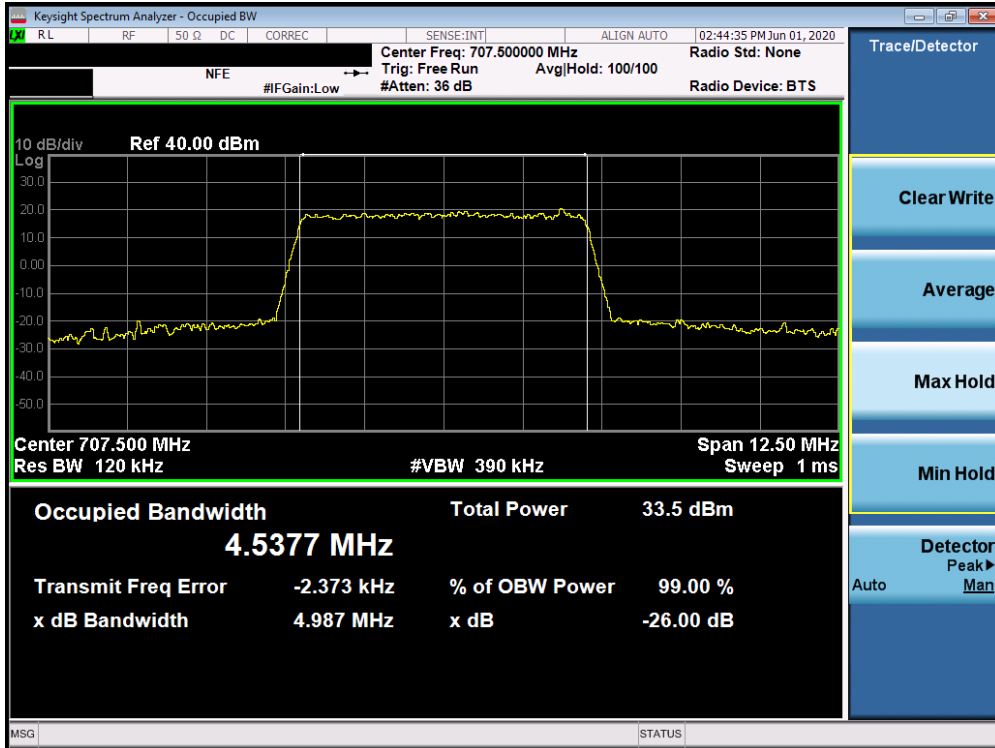 Keysight Spectrum Analyzer - Occupied BW
LXI RL RF 50 Ω DC CORREC SENSE:INT ALIGN AUTO 02:44:35 PM Jun 01, 2020
Center Freq: 707.500000 MHz Radio Std: None
NFE Trig: Free Run Avg|Hold: 100/100
#IFGain:Low #Atten: 36 dB Radio Device: BTS
10 dB/div Ref 40.00 dBm
Log
30.0
20.0
10.0
0.00
-10.0
-20.0
-30.0
-40.0
-50.0
Center 707.500 MHz Span 12.50 MHz
Res BW 120 kHz #VBW 390 kHz Sweep 1 ms
Occupied Bandwidth Total Power 33.5 dBm
4.5377 MHz
Transmit Freq Error -2.373 kHz % of OBW Power 99.00 %
x dB Bandwidth 4.987 MHz x dB -26.00 dB
MSG STATUS
Trace/Detector
Clear Write
Average
Max Hold
Min Hold
Detector
Peak▶
Auto Man